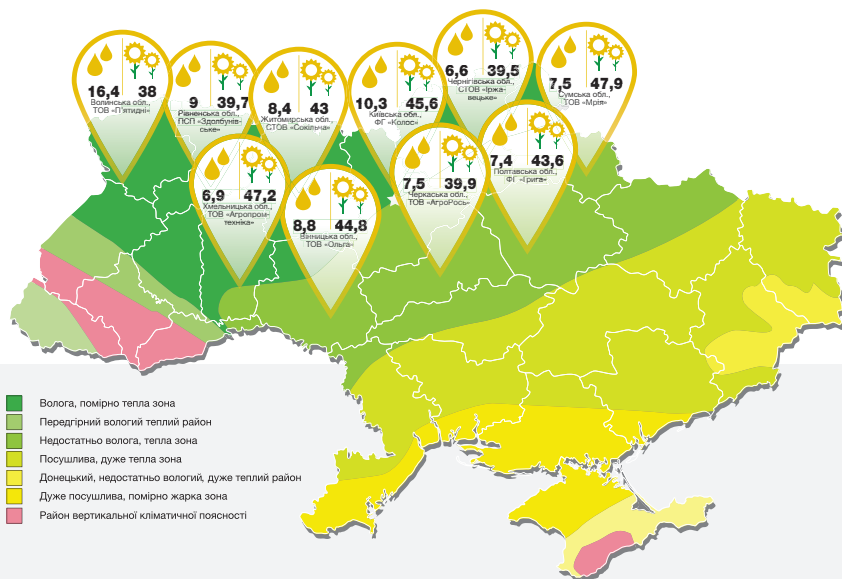 16,4 38
Волинська обл.,
ТОВ «П'ятидні»
9 39,7
Рівненська обл.,
ПСП «Здолбунів-
ське»
8,4 43
Житомирська обл.,
СТОВ «Сокільча»
10,3 45,6
Київська обл.,
ФГ «Колос»
6,6 39,5
Чернігівська обл.,
СТОВ «Іржа-
вецьке»
7,5 47,9
Сумська обл.,
ТОВ «Мрія»
6,9 47,2
Хмельницька обл.,
ТОВ «Агропром-
техніка»
8,8 44,8
Вінницька обл.,
ТОВ «Ольга»
7,5 39,9
Черкаська обл.,
ТОВ «АгроРось»
7,4 43,6
Полтавська обл.,
ФГ «Грига»
Волога, помірно тепла зона
Передгірний вологий теплий район
Недостатньо волога, тепла зона
Посушлива, дуже тепла зона
Донецький, недостатньо вологий, дуже теплий район
Дуже посушлива, помірно жарка зона
Район вертикальної кліматичної поясності